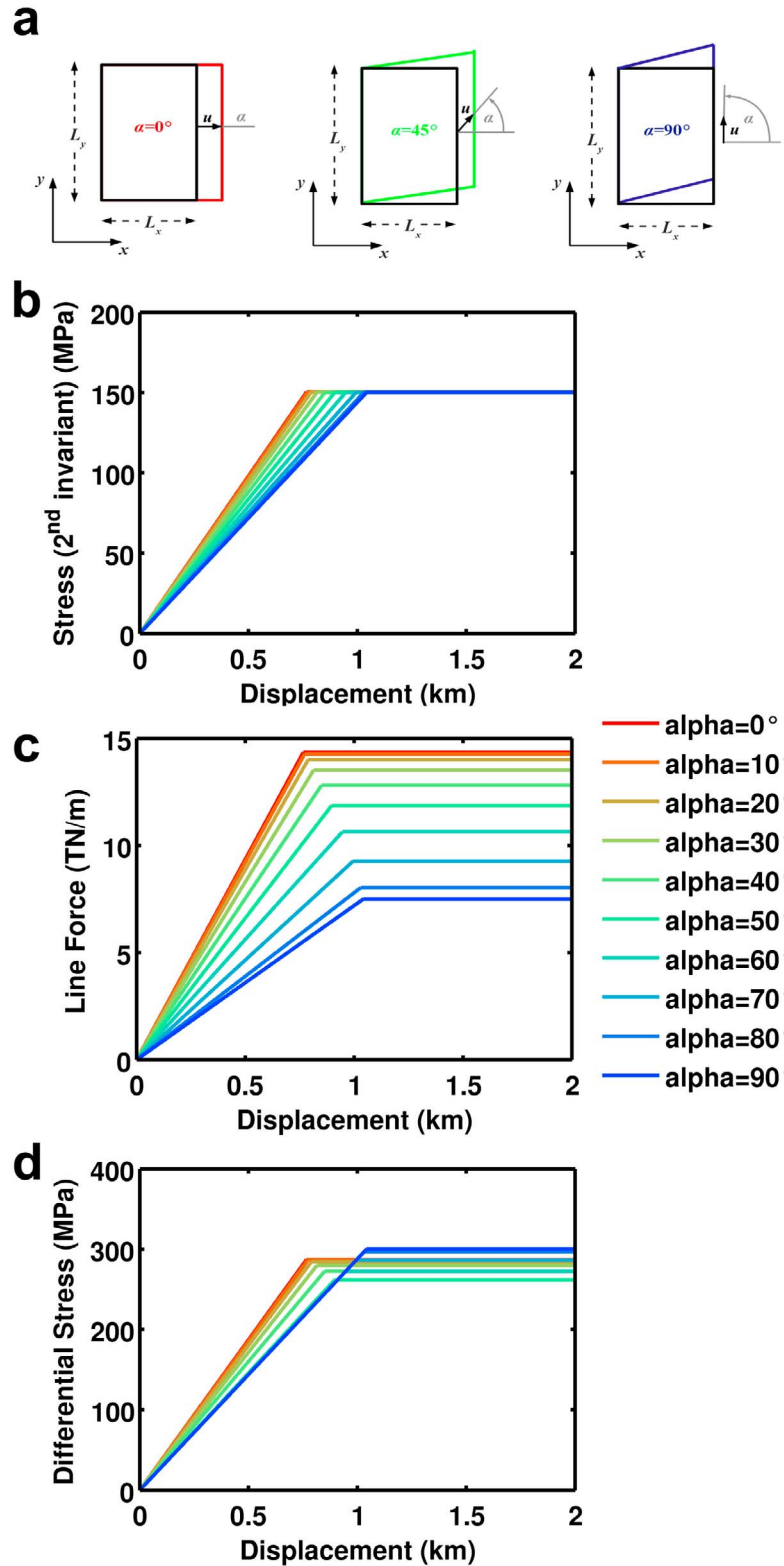 a
α=0°
u
α
L_y
L_x
y
x
α=45°
u
α
L_y
L_x
y
x
α=90°
u
α
L_y
L_x
y
x
b
Stress (2nd invariant) (MPa)
200
150
100
50
0
0 0.5 1 1.5 2
Displacement (km)
c
Line Force (TN/m)
15
10
5
0
0 0.5 1 1.5 2
Displacement (km)
alpha=0°
alpha=10
alpha=20
alpha=30
alpha=40
alpha=50
alpha=60
alpha=70
alpha=80
alpha=90
d
Differential Stress (MPa)
400
300
200
100
0
0 0.5 1 1.5 2
Displacement (km)